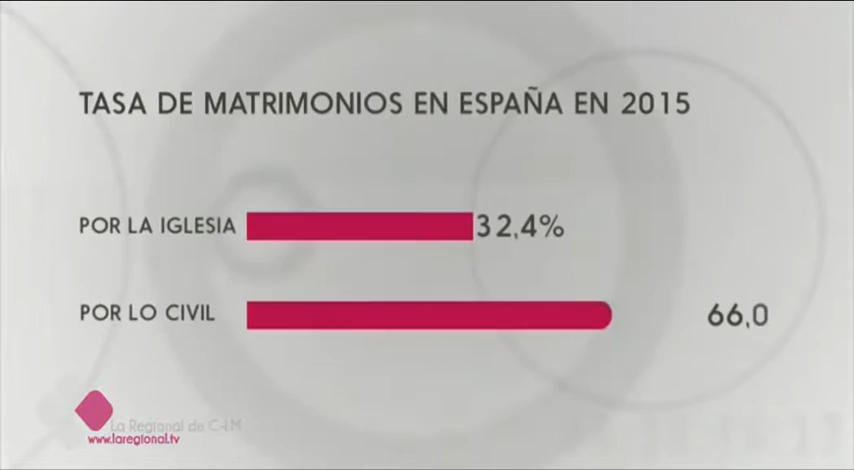 TASA DE MATRIMONIOS EN ESPAÑA EN 2015
POR LA IGLESIA 32,4%
POR LO CIVIL 66,0
La Regional de C-LM
www.laregional.tv